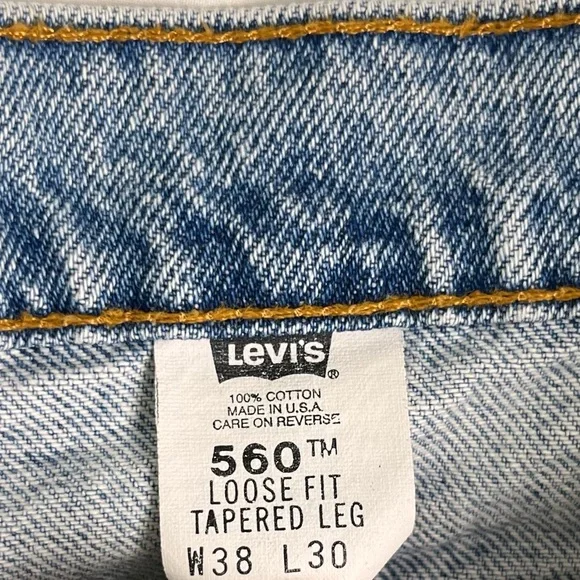 Levi's ®
100% COTTON
MADE IN U.S.A
CARE ON REVERSE
560™
LOOSE FIT
TAPERED LEG
W38 L30